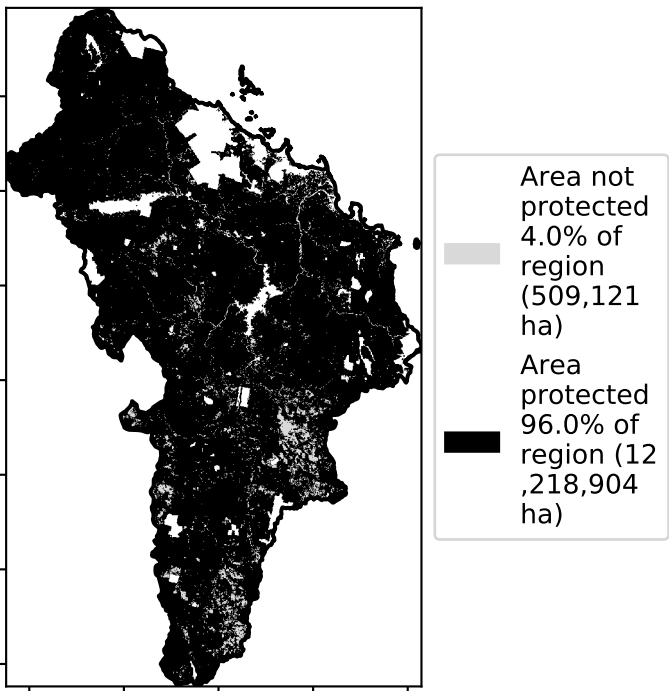 Area not
protected
4.0% of
region
(509,121
ha)
Area
protected
96.0% of
region (12
,218,904
ha)